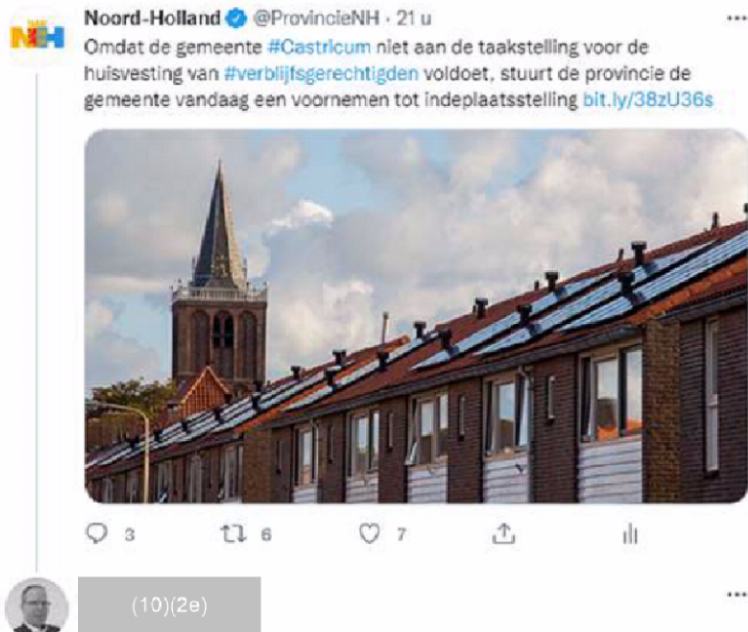 Noord-Holland @ProvincieNH · 21 u
Omdat de gemeente #Castricum niet aan de taakstelling voor de
huisvesting van #verblijfsgerechtigden voldoet, stuurt de provincie de
gemeente vandaag een voornemen tot indeplaatsstelling bit.ly/38zU36s
3 6 7
(10)(2e)